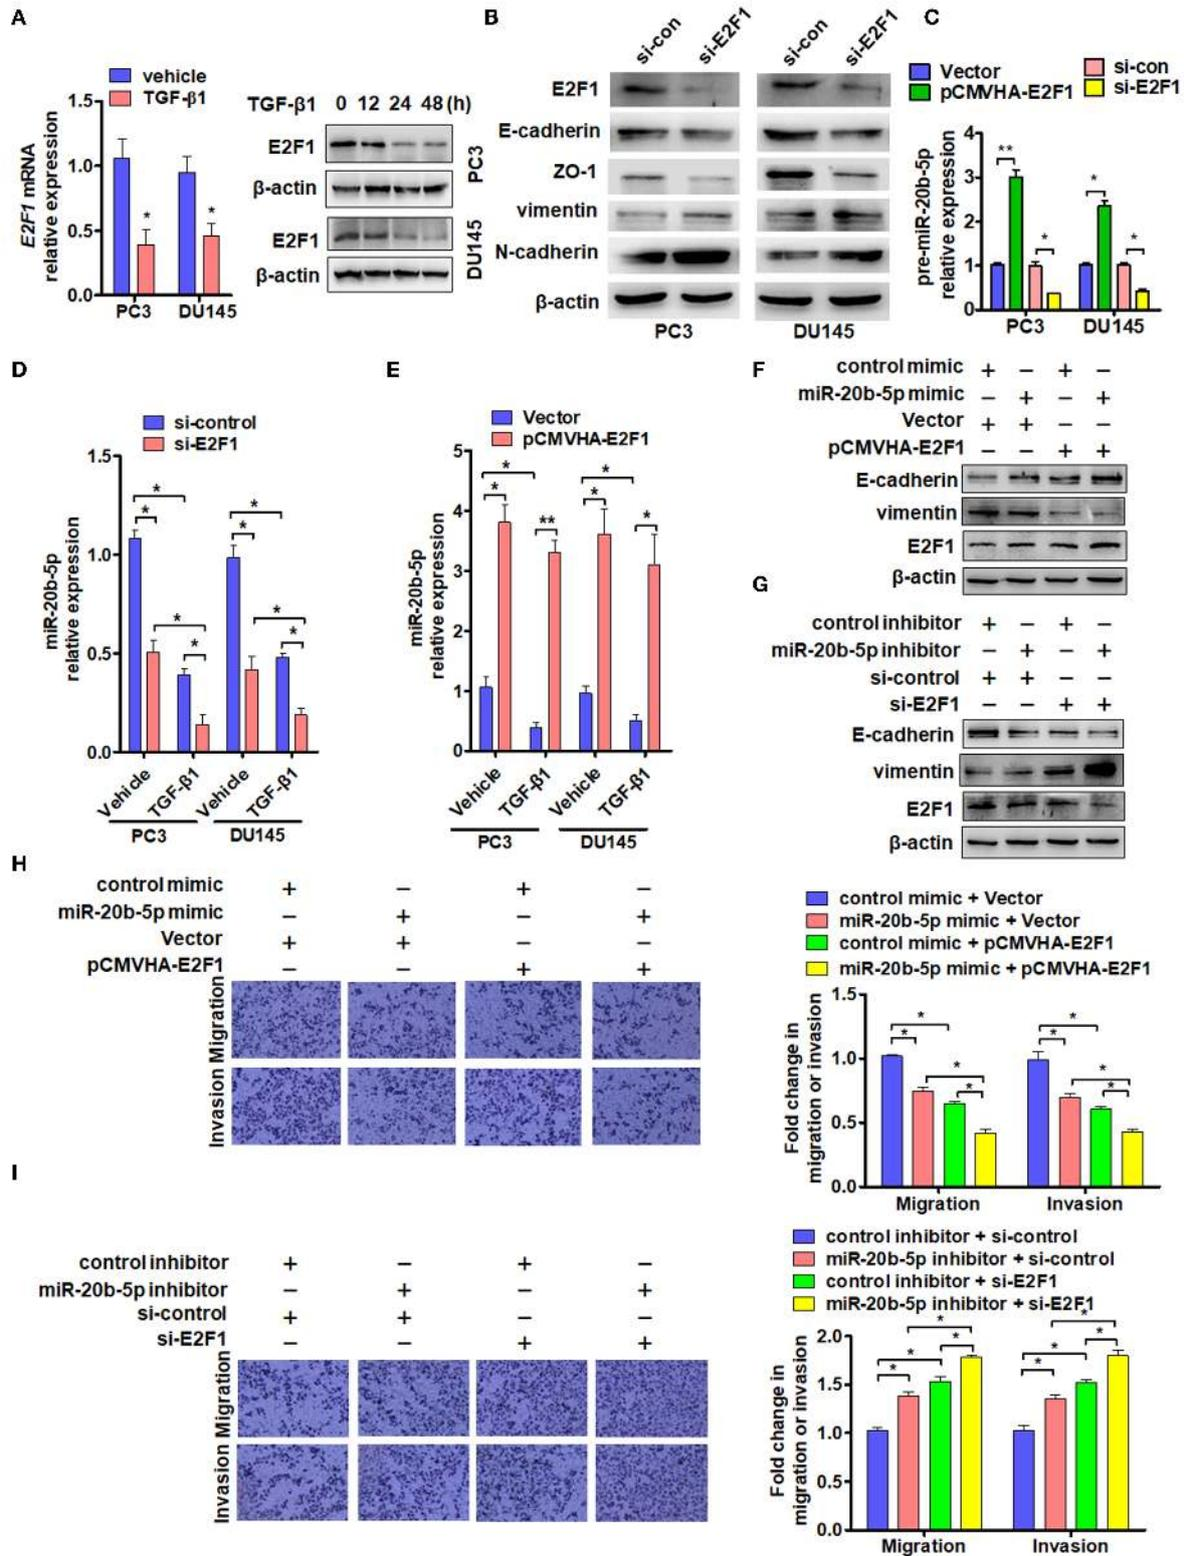 A
vehicle
TGF-β1
E2F1 mRNA
relative expression
1.5
1.0
0.5
0.0
*
*
PC3
DU145
TGF-β1 0 12 24 48 (h)
E2F1
β-actin
PC3
E2F1
β-actin
DU145
B
si-con
si-E2F1
si-con
si-E2F1
E2F1
E-cadherin
ZO-1
vimentin
N-cadherin
β-actin
PC3
DU145
C
Vector
pCMVHA-E2F1
si-con
si-E2F1
pre-miR-20b-5p
relative expression
4
3
2
1
0
**
*
*
*
PC3
DU145
D
si-control
si-E2F1
miR-20b-5p
relative expression
1.5
1.0
0.5
0.0
*
*
*
*
*
*
*
*
Vehicle
TGF-β1
Vehicle
TGF-β1
PC3
DU145
E
Vector
pCMVHA-E2F1
miR-20b-5p
relative expression
5
4
3
2
1
0
*
*
**
*
*
*
Vehicle
TGF-β1
Vehicle
TGF-β1
PC3
DU145
F
control mimic + − + −
miR-20b-5p mimic − + − +
Vector + + − −
pCMVHA-E2F1 − − + +
E-cadherin
vimentin
E2F1
β-actin
G
control inhibitor + − + −
miR-20b-5p inhibitor − + − +
si-control + + − −
si-E2F1 − − + +
E-cadherin
vimentin
E2F1
β-actin
H
control mimic + − + −
miR-20b-5p mimic − + − +
Vector + + − −
pCMVHA-E2F1 − − + +
Migration
Invasion
control mimic + Vector
miR-20b-5p mimic + Vector
control mimic + pCMVHA-E2F1
miR-20b-5p mimic + pCMVHA-E2F1
Fold change in
migration or invasion
1.5
1.0
0.5
0.0
*
*
*
*
*
*
*
*
Migration
Invasion
I
control inhibitor + − + −
miR-20b-5p inhibitor − + − +
si-control + + − −
si-E2F1 − − + +
Migration
Invasion
control inhibitor + si-control
miR-20b-5p inhibitor + si-control
control inhibitor + si-E2F1
miR-20b-5p inhibitor + si-E2F1
Fold change in
migration or invasion
2.0
1.5
1.0
0.5
0.0
*
*
*
*
*
*
*
*
Migration
Invasion